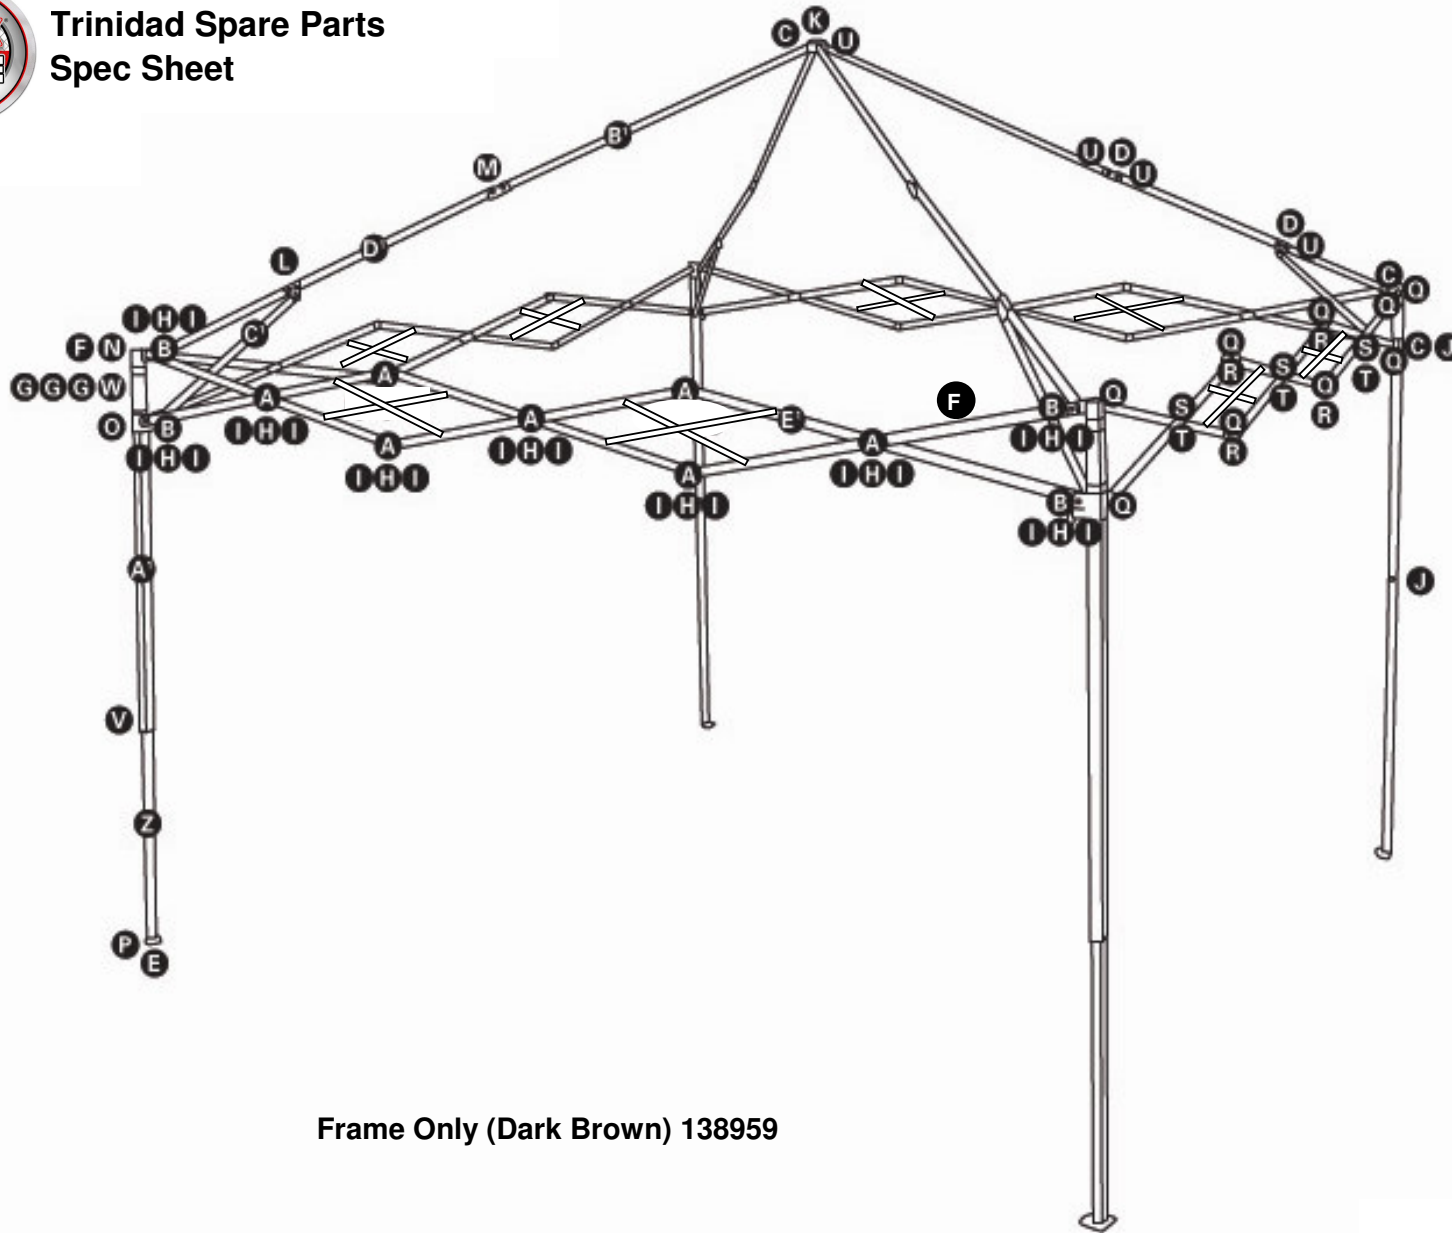 Trinidad Spare Parts
Spec Sheet
C K U
B'
M
U D
U
D'
D
U
L
C
Q
I H I
C'
Q
Q
F N B
Q
R
S
C J
G G G W
A
A
A
F
R
S
T
Q
O B
I H I
A
E'
B
Q
S
T
Q
R
I H I
A
I H I
A
I H I
T
Q
R
I H I
A
I H I
B
Q
I H I
I H I
A'
J
V
Z
P
E
Frame Only (Dark Brown) 138959